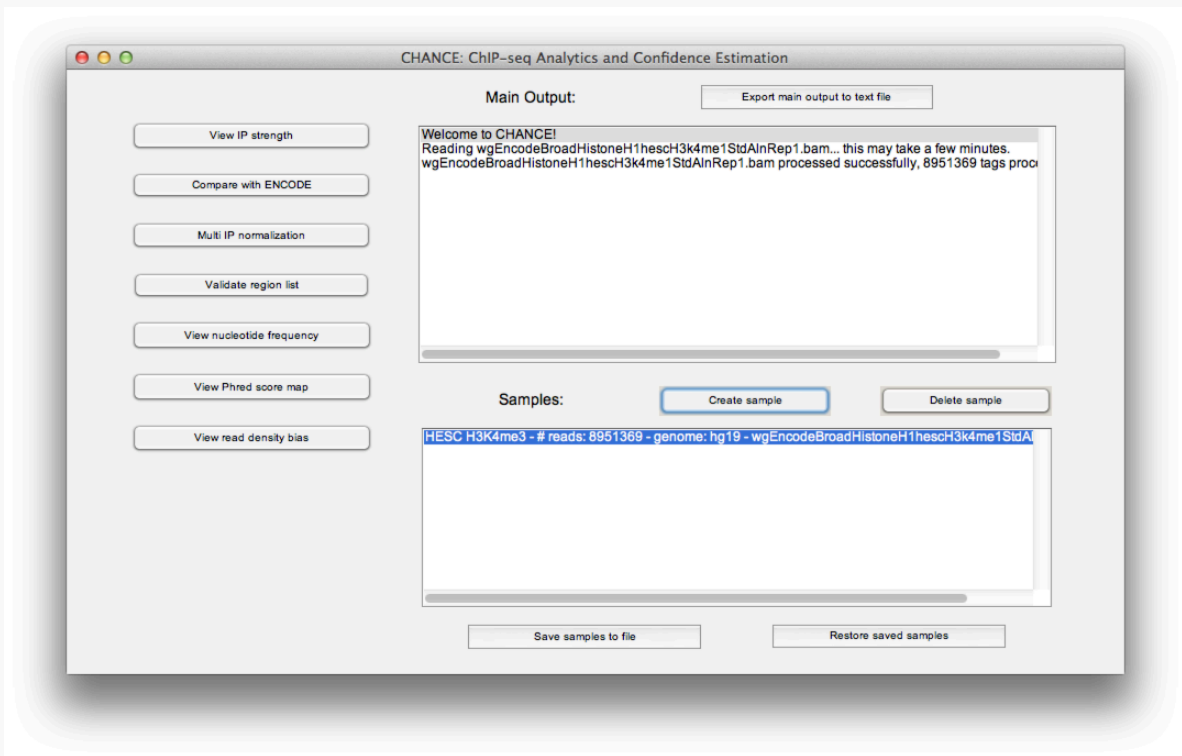 CHANCE: ChIP-seq Analytics and Confidence Estimation
Main Output:
Export main output to text file
View IP strength
Compare with ENCODE
Multi IP normalization
Validate region list
View nucleotide frequency
View Phred score map
View read density bias
Welcome to CHANCE!
Reading wgEncodeBroadHistoneH1hescH3k4me1StdAlnRep1.bam... this may take a few minutes.
wgEncodeBroadHistoneH1hescH3k4me1StdAlnRep1.bam processed successfully, 8951369 tags proc
Samples:
Create sample
Delete sample
HESC H3K4me3 - # reads: 8951369 - genome: hg19 - wgEncodeBroadHistoneH1hescH3k4me1StdAl
Save samples to file
Restore saved samples